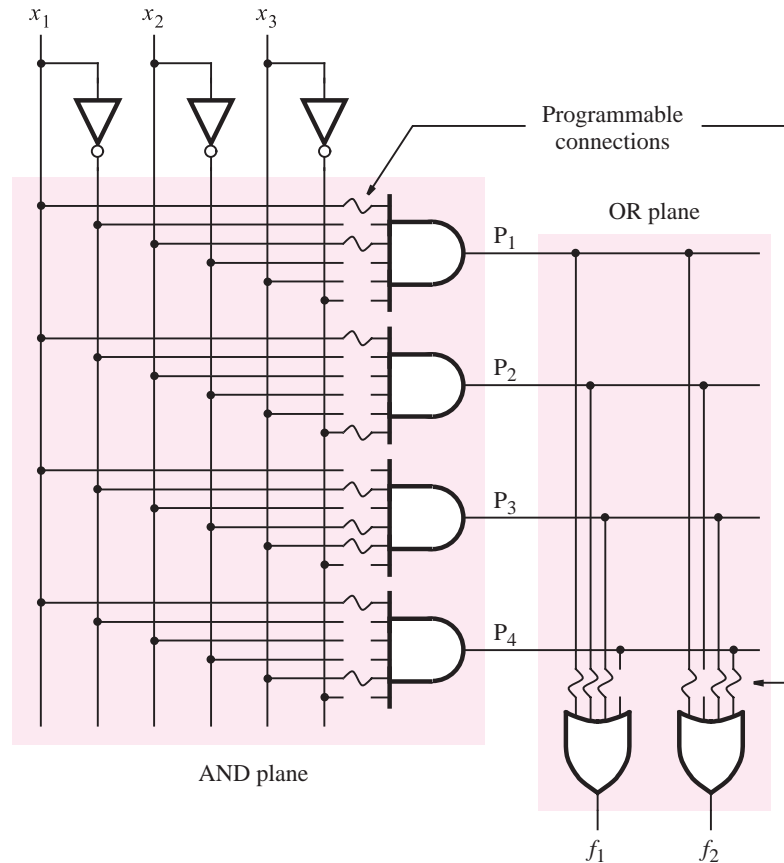 x₁ x₂ x₃
Programmable
connections
OR plane
P₁
P₂
P₃
P₄
AND plane
f₁ f₂